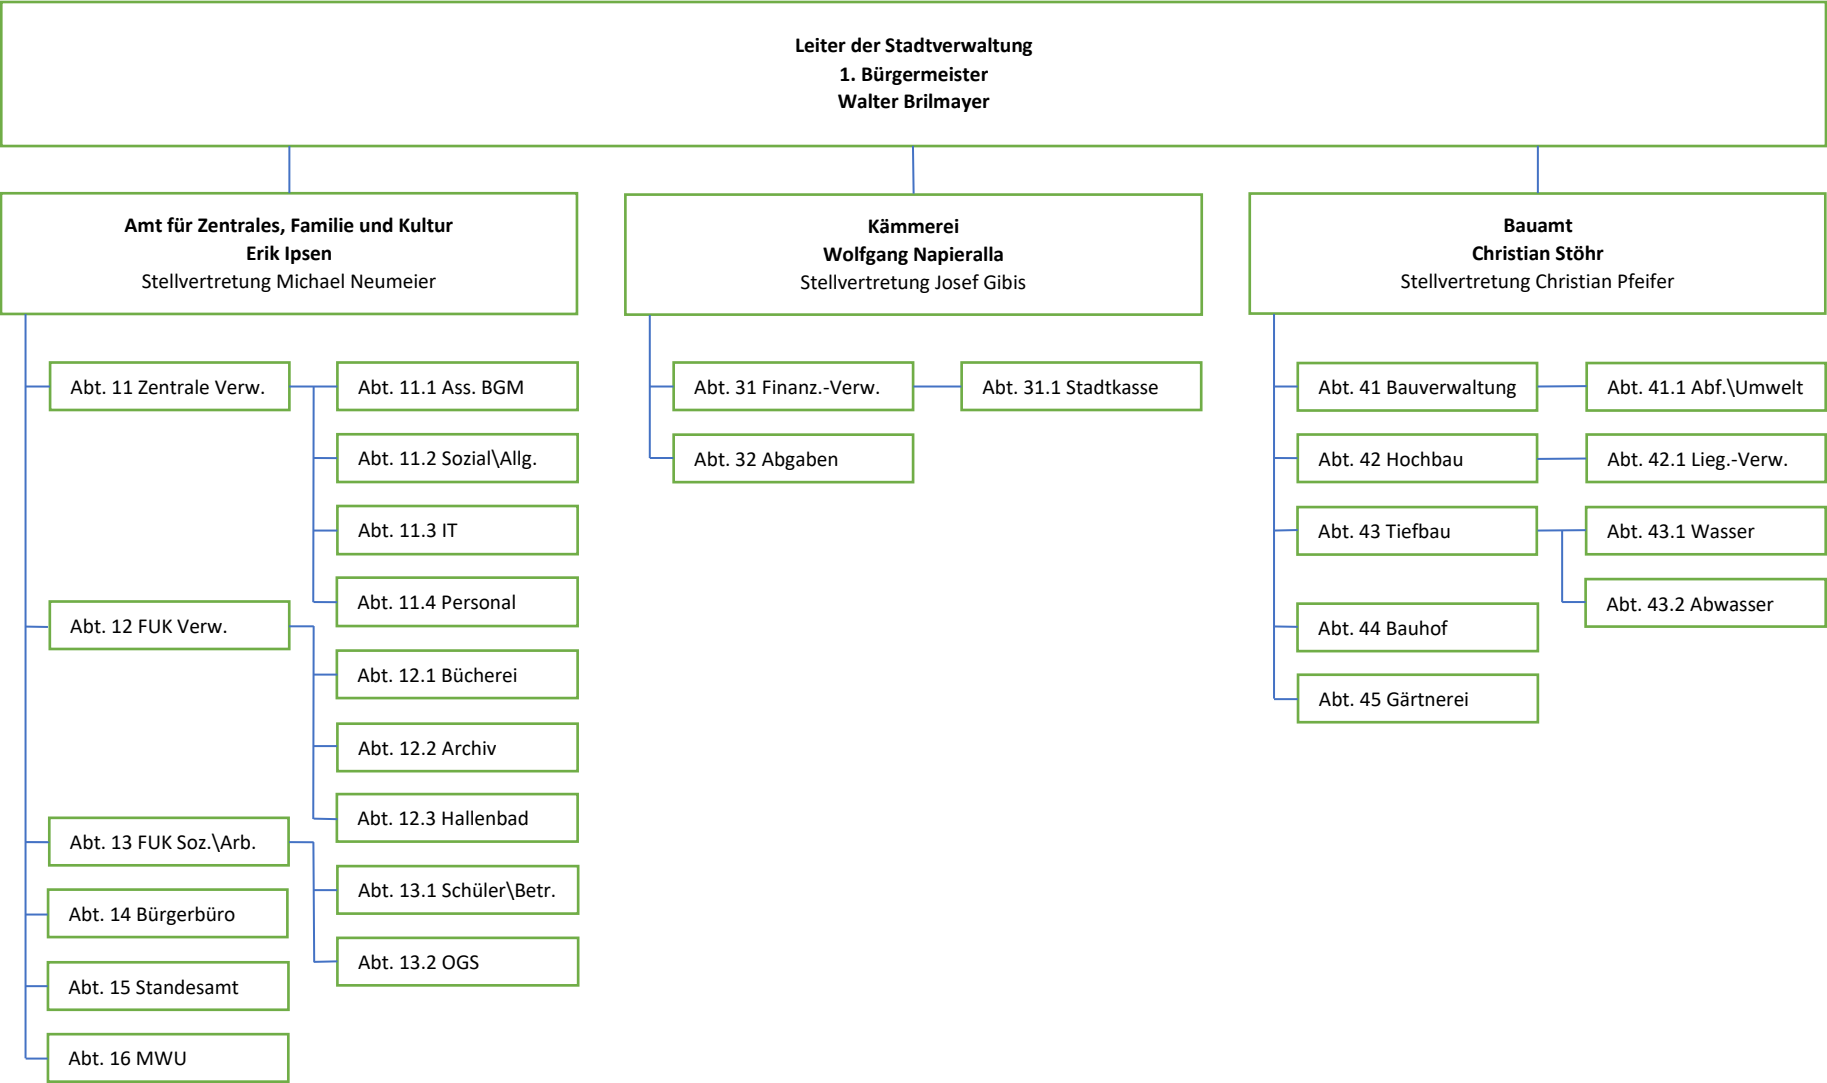 Leiter der Stadtverwaltung
1. Bürgermeister
Walter Brilmayer
Amt für Zentrales, Familie und Kultur
Erik Ipsen
Stellvertretung Michael Neumeier
Abt. 11 Zentrale Verw.
Abt. 11.1 Ass. BGM
Abt. 11.2 Sozial\Allg.
Abt. 11.3 IT
Abt. 11.4 Personal
Abt. 12 FUK Verw.
Abt. 12.1 Bücherei
Abt. 12.2 Archiv
Abt. 12.3 Hallenbad
Abt. 13 FUK Soz.\Arb.
Abt. 13.1 Schüler\Betr.
Abt. 13.2 OGS
Abt. 14 Bürgerbüro
Abt. 15 Standesamt
Abt. 16 MWU
Kämmerei
Wolfgang Napieralla
Stellvertretung Josef Gibis
Abt. 31 Finanz.-Verw.
Abt. 31.1 Stadtkasse
Abt. 32 Abgaben
Bauamt
Christian Stöhr
Stellvertretung Christian Pfeifer
Abt. 41 Bauverwaltung
Abt. 41.1 Abf.\Umwelt
Abt. 42 Hochbau
Abt. 42.1 Lieg.-Verw.
Abt. 43 Tiefbau
Abt. 43.1 Wasser
Abt. 43.2 Abwasser
Abt. 44 Bauhof
Abt. 45 Gärtnerei